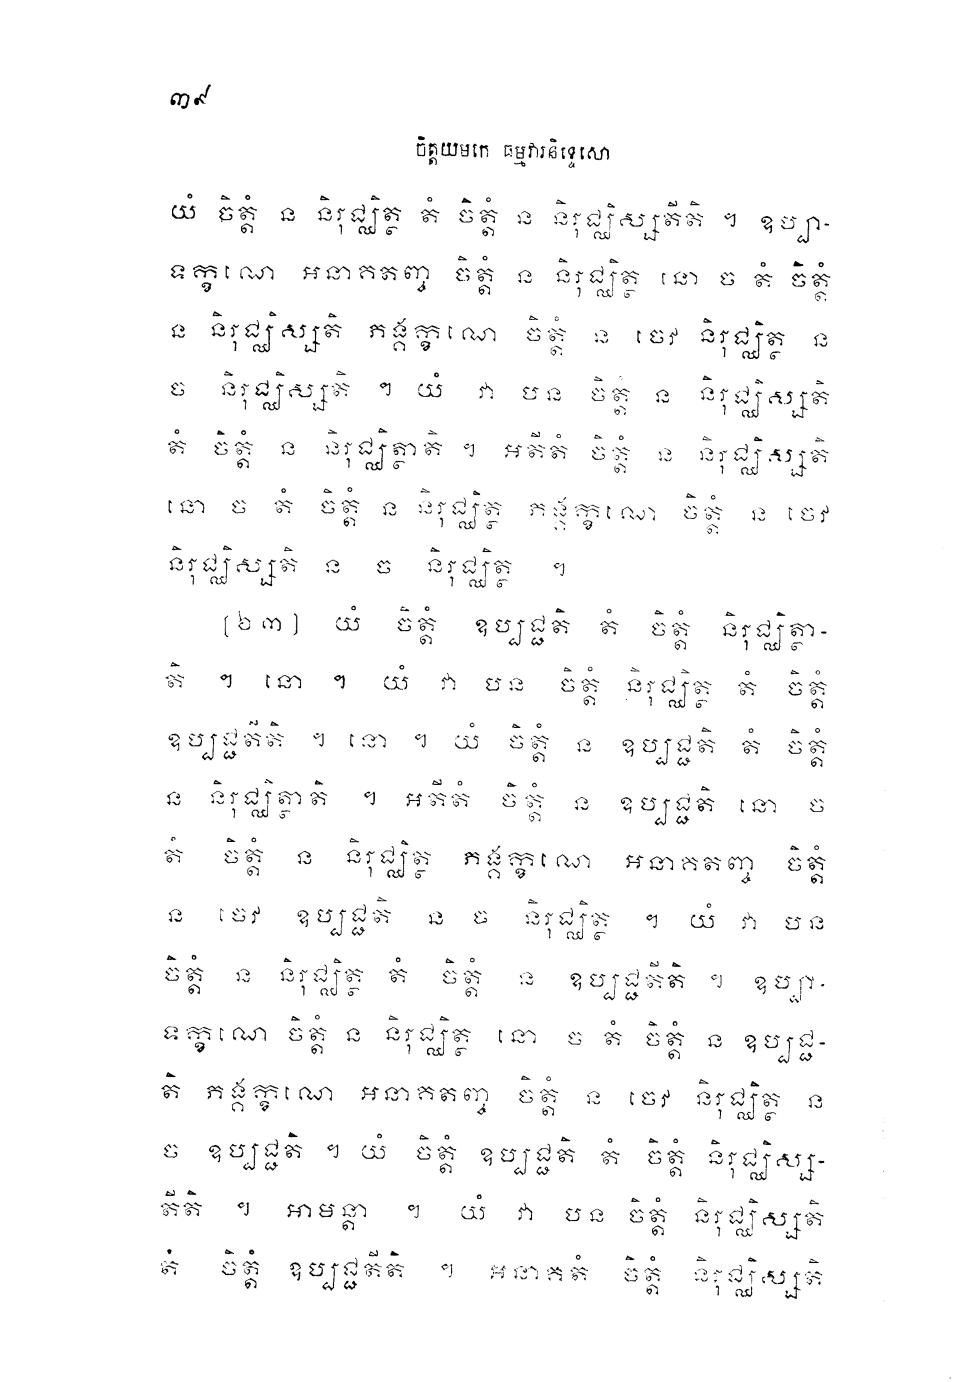 ៣៩
ចិត្តយមកេ ធម្មវារនិទ្ទេសោ
យំ ចិត្តំ ន និរុជ្ឈិត្ថ តំ ចិត្តំ ន និរុជ្ឈិស្សតីតិ ។ ឧប្បា-
ទក្ខណេ អនាគតញ្ច ចិត្តំ ន និរុជ្ឈិត្ថ នោ ច តំ ចិត្តំ
ន និរុជ្ឈិស្សតិ ភង្គក្ខណេ ចិត្តំ ន ចេវ និរុជ្ឈិត្ថ ន
ច និរុជ្ឈិស្សតិ ។ យំ វា បន ចិត្តំ ន និរុជ្ឈិស្សតិ
តំ ចិត្តំ ន និរុជ្ឈិត្ថាតិ ។ អតីតំ ចិត្តំ ន និរុជ្ឈិស្សតិ
នោ ច តំ ចិត្តំ ន និរុជ្ឈិត្ថ ភង្គក្ខណេ ចិត្តំ ន ចេវ
និរុជ្ឈិស្សតិ ន ច និរុជ្ឈិត្ថ ។
[៦៣] យំ ចិត្តំ ឧប្បជ្ជតិ តំ ចិត្តំ និរុជ្ឈិត្ថា-
តិ ។ នោ ។ យំ វា បន ចិត្តំ និរុជ្ឈិត្ថ តំ ចិត្តំ
ឧប្បជ្ជតីតិ ។ នោ ។ យំ ចិត្តំ ន ឧប្បជ្ជតិ តំ ចិត្តំ
ន និរុជ្ឈិត្ថាតិ ។ អតីតំ ចិត្តំ ន ឧប្បជ្ជតិ នោ ច
តំ ចិត្តំ ន និរុជ្ឈិត្ថ ភង្គក្ខណេ អនាគតញ្ច ចិត្តំ
ន ចេវ ឧប្បជ្ជតិ ន ច និរុជ្ឈិត្ថ ។ យំ វា បន
ចិត្តំ ន និរុជ្ឈិត្ថ តំ ចិត្តំ ន ឧប្បជ្ជតីតិ ។ ឧប្បា-
ទក្ខណេ ចិត្តំ ន និរុជ្ឈិត្ថ នោ ច តំ ចិត្តំ ន ឧប្បជ្ជ-
តិ ភង្គក្ខណេ អនាគតញ្ច ចិត្តំ ន ចេវ និរុជ្ឈិត្ថ ន
ច ឧប្បជ្ជតិ ។ យំ ចិត្តំ ឧប្បជ្ជតិ តំ ចិត្តំ និរុជ្ឈិស្ស-
តីតិ ។ អាមន្តា ។ យំ វា បន ចិត្តំ និរុជ្ឈិស្សតិ
តំ ចិត្តំ ឧប្បជ្ជតីតិ ។ អនាគតំ ចិត្តំ និរុជ្ឈិស្សតិ